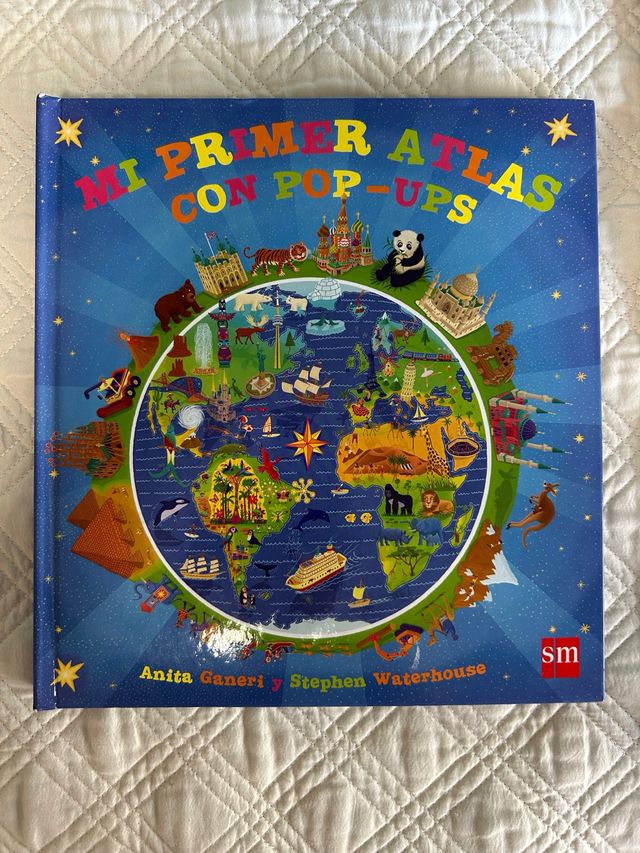 MI PRIMER ATLAS
CON POP-UPS
Anita Ganeri y Stephen Waterhouse
sm